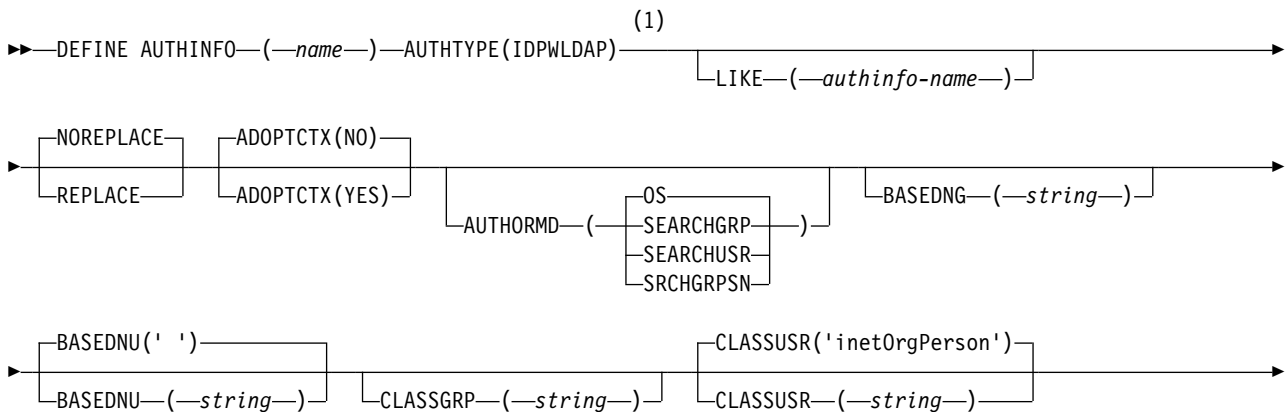 (1)
DEFINE AUTHINFO ( name ) AUTHTYPE(IDPWLDAP)
LIKE ( authinfo-name )
NOREPLACE ADOPTCTX(NO)
REPLACE ADOPTCTX(YES)
OS BASEDNG ( string )
AUTHORMD ( SEARCHGRP )
SEARCHUSR
SRCHGRPSN
BASEDNU(' ') CLASSUSR('inetOrgPerson')
BASEDNU ( string ) CLASSGRP ( string ) CLASSUSR ( string )